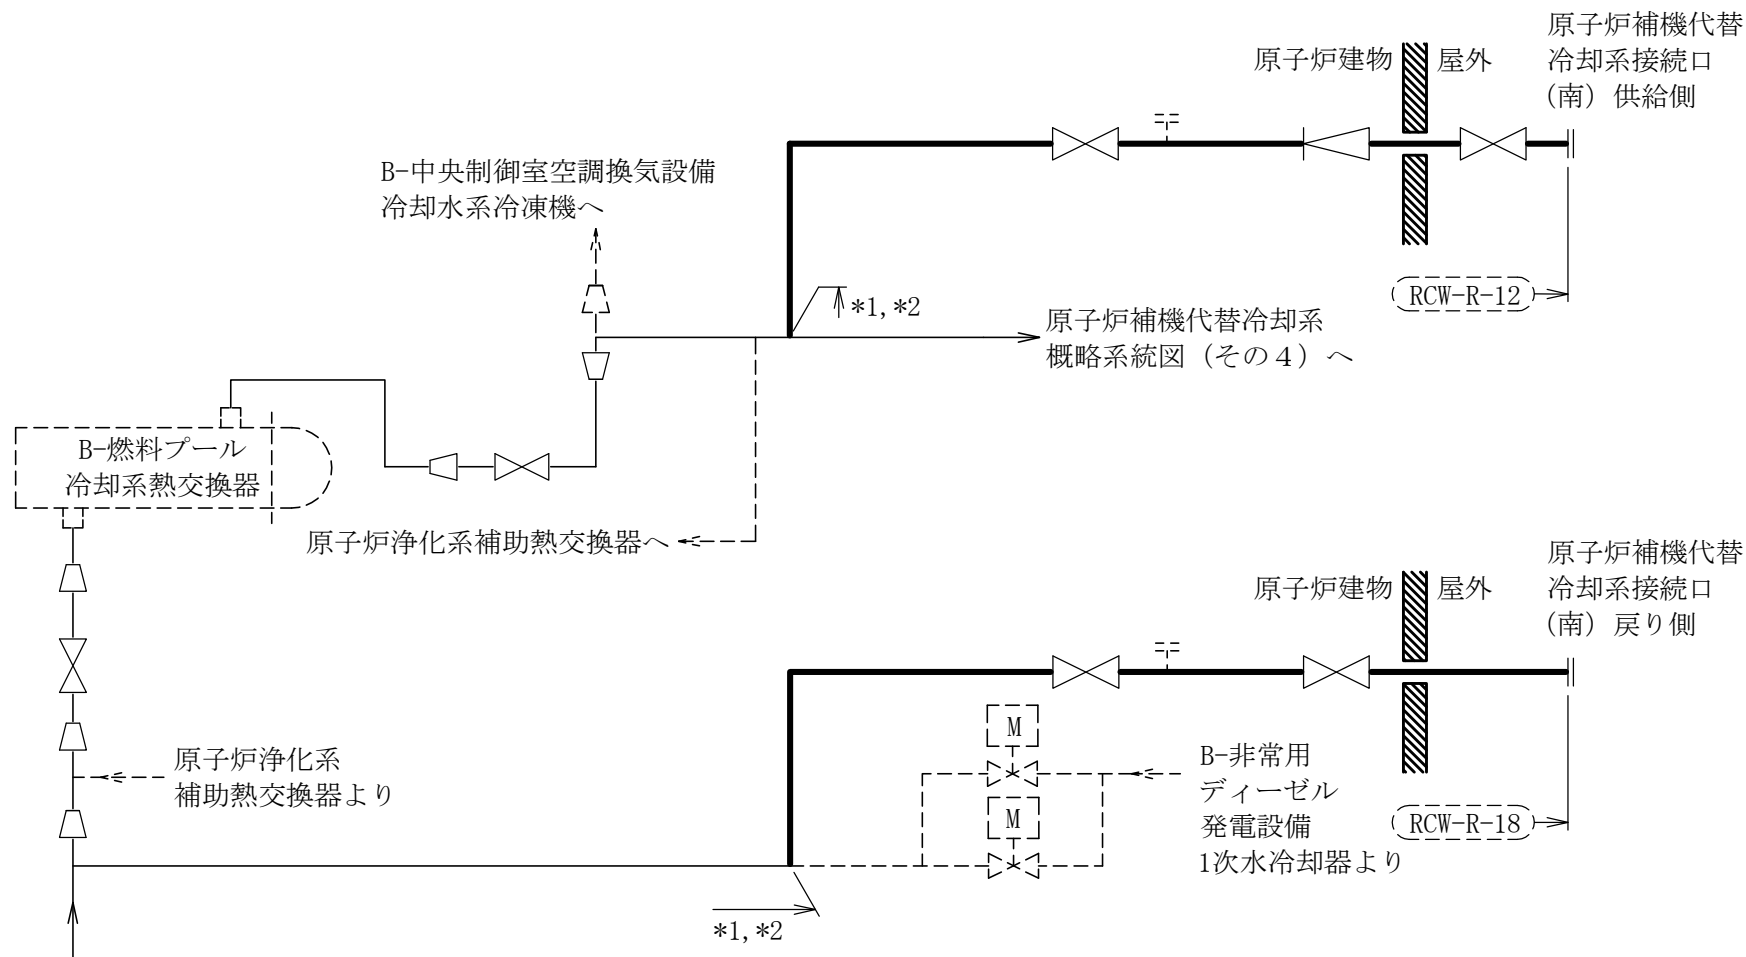 原子炉補機代替
冷却系接続口
(南) 供給側
原子炉建物
屋外
B-中央制御室空調換気設備
冷却水系冷凍機へ
RCW-R-12
*1,*2
原子炉補機代替冷却系
概略系統図（その４）へ
B-燃料プール
冷却系熱交換器
原子炉浄化系補助熱交換器へ
原子炉補機代替
冷却系接続口
(南) 戻り側
原子炉建物
屋外
M
原子炉浄化系
補助熱交換器より
B-非常用
ディーゼル
発電設備
1次水冷却器より
M
RCW-R-18
*1,*2